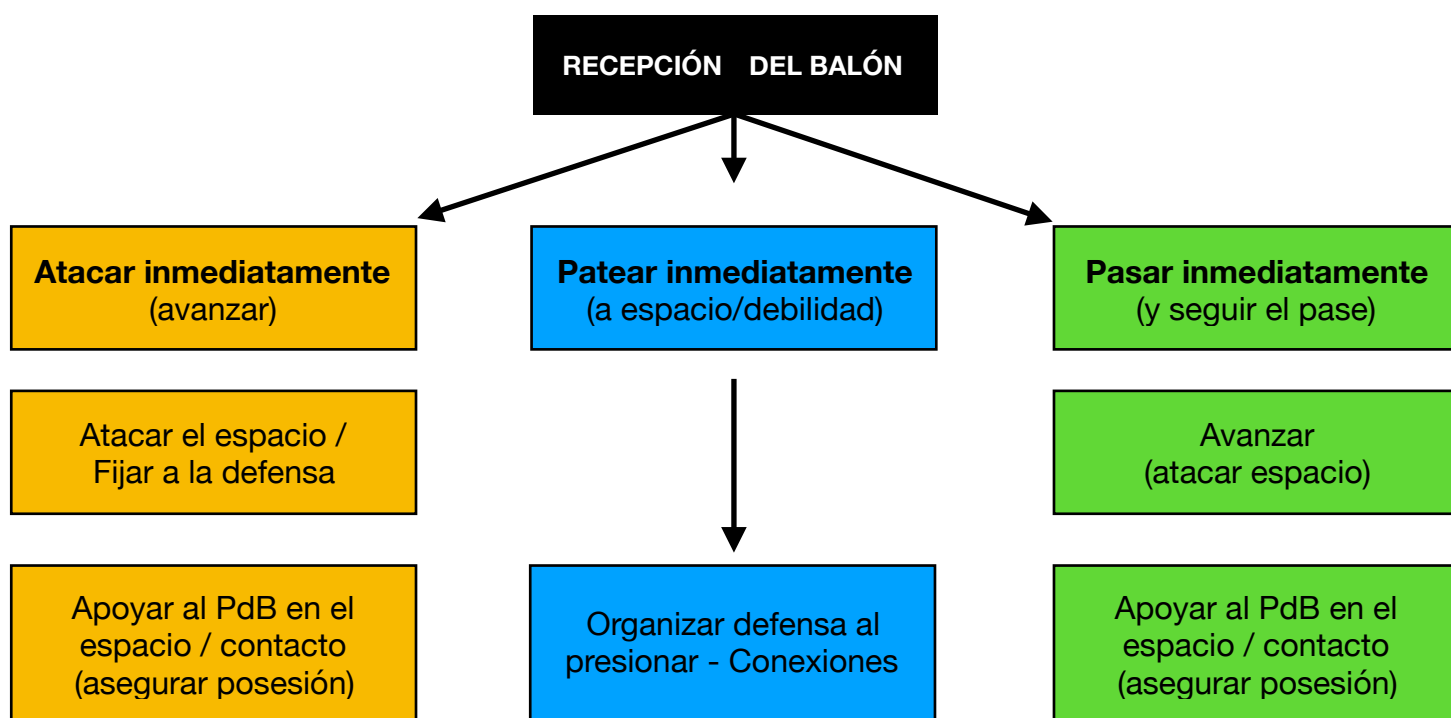 RECEPCIÓN DEL BALÓN
Atacar inmediatamente
(avanzar)
Patear inmediatamente
(a espacio/debilidad)
Pasar inmediatamente
(y seguir el pase)
Atacar el espacio /
Fijar a la defensa
Avanzar
(atacar espacio)
Apoyar al PdB en el
espacio / contacto
(asegurar posesión)
Organizar defensa al
presionar - Conexiones
Apoyar al PdB en el
espacio / contacto
(asegurar posesión)